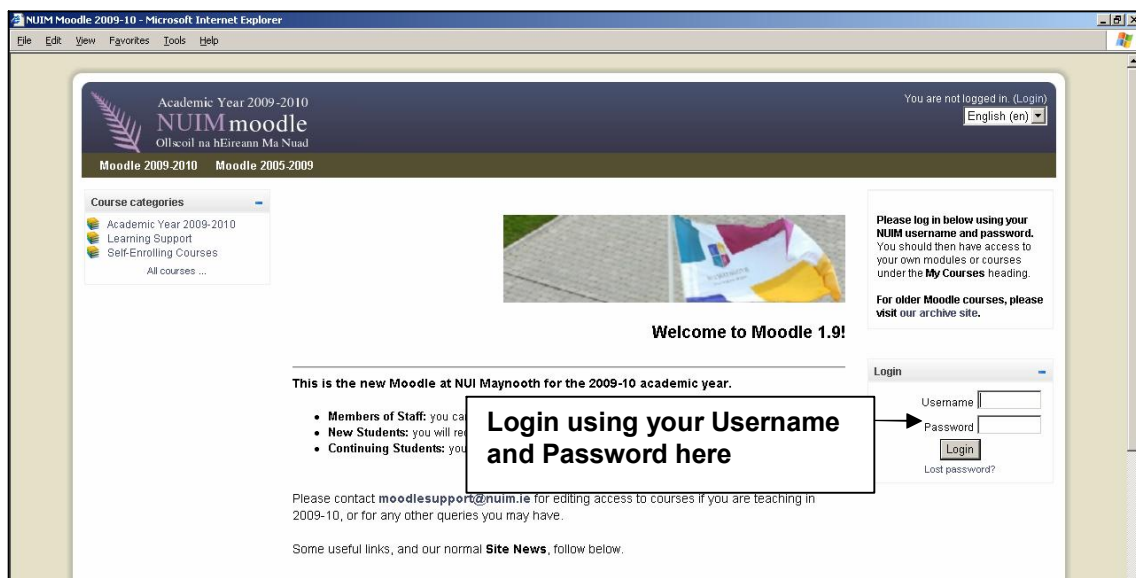 NUIM Moodle 2009-10 - Microsoft Internet Explorer
File Edit View Favorites Tools Help
Academic Year 2009-2010
NUIM moodle
Ollscoil na hEireann Ma Nuad
You are not logged in. (Login)
English (en)
Moodle 2009-2010 Moodle 2005-2009
Course categories
Academic Year 2009-2010
Learning Support
Self-Enrolling Courses
All courses ...
Welcome to Moodle 1.9!
This is the new Moodle at NUI Maynooth for the 2009-10 academic year.
Members of Staff: you
New Students: you will
Continuing Students:
Login using your Username
and Password here
Please contact moodlesupport@nuim.ie for editing access to courses if you are teaching in
2009-10, or for any other queries you may have.
Some useful links, and our normal Site News, follow below.
Please log in below using your
NUIM username and password.
You should then have access to
your own modules or courses
under the My Courses heading.
For older Moodle courses, please
visit our archive site.
Login
Username
Password
Login
Lost password?